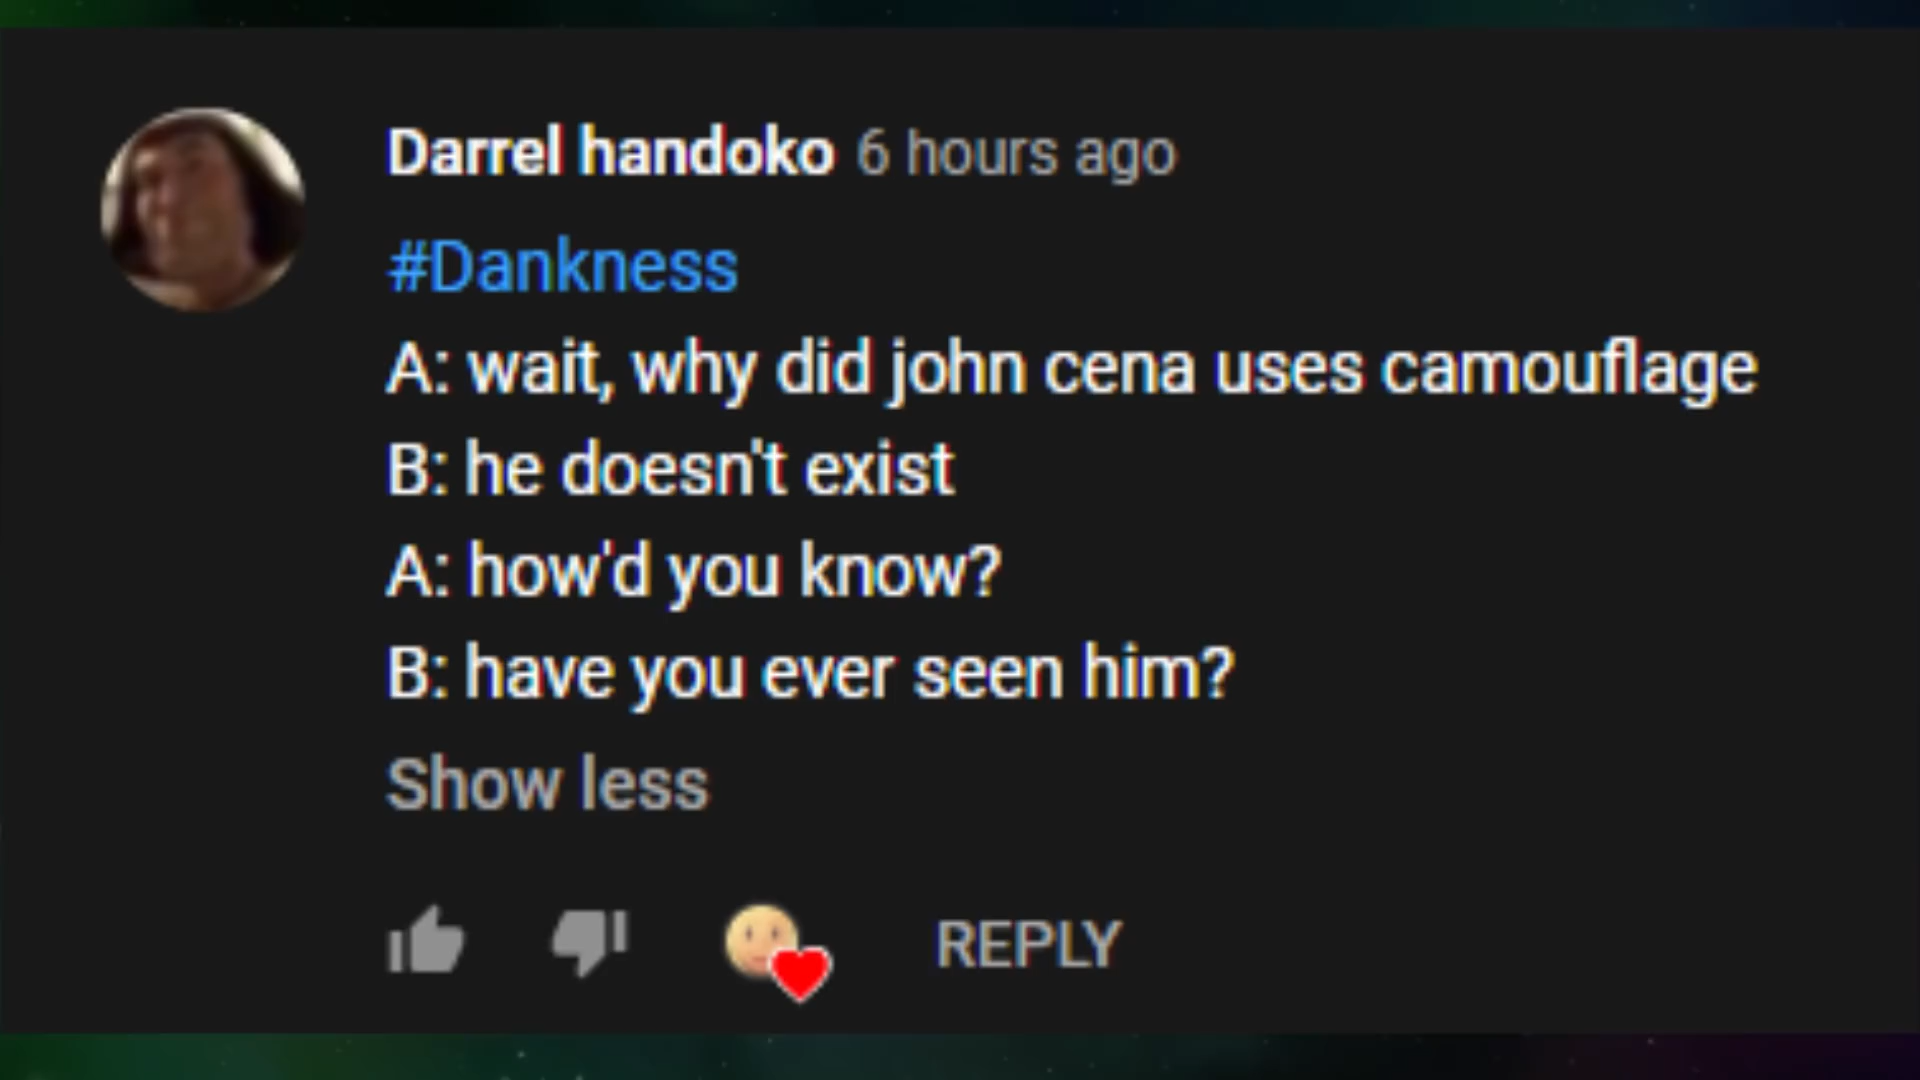 Darrel handoko 6 hours ago
#Dankness
A: wait, why did john cena uses camouflage
B: he doesn't exist
A: how'd you know?
B: have you ever seen him?
Show less
REPLY